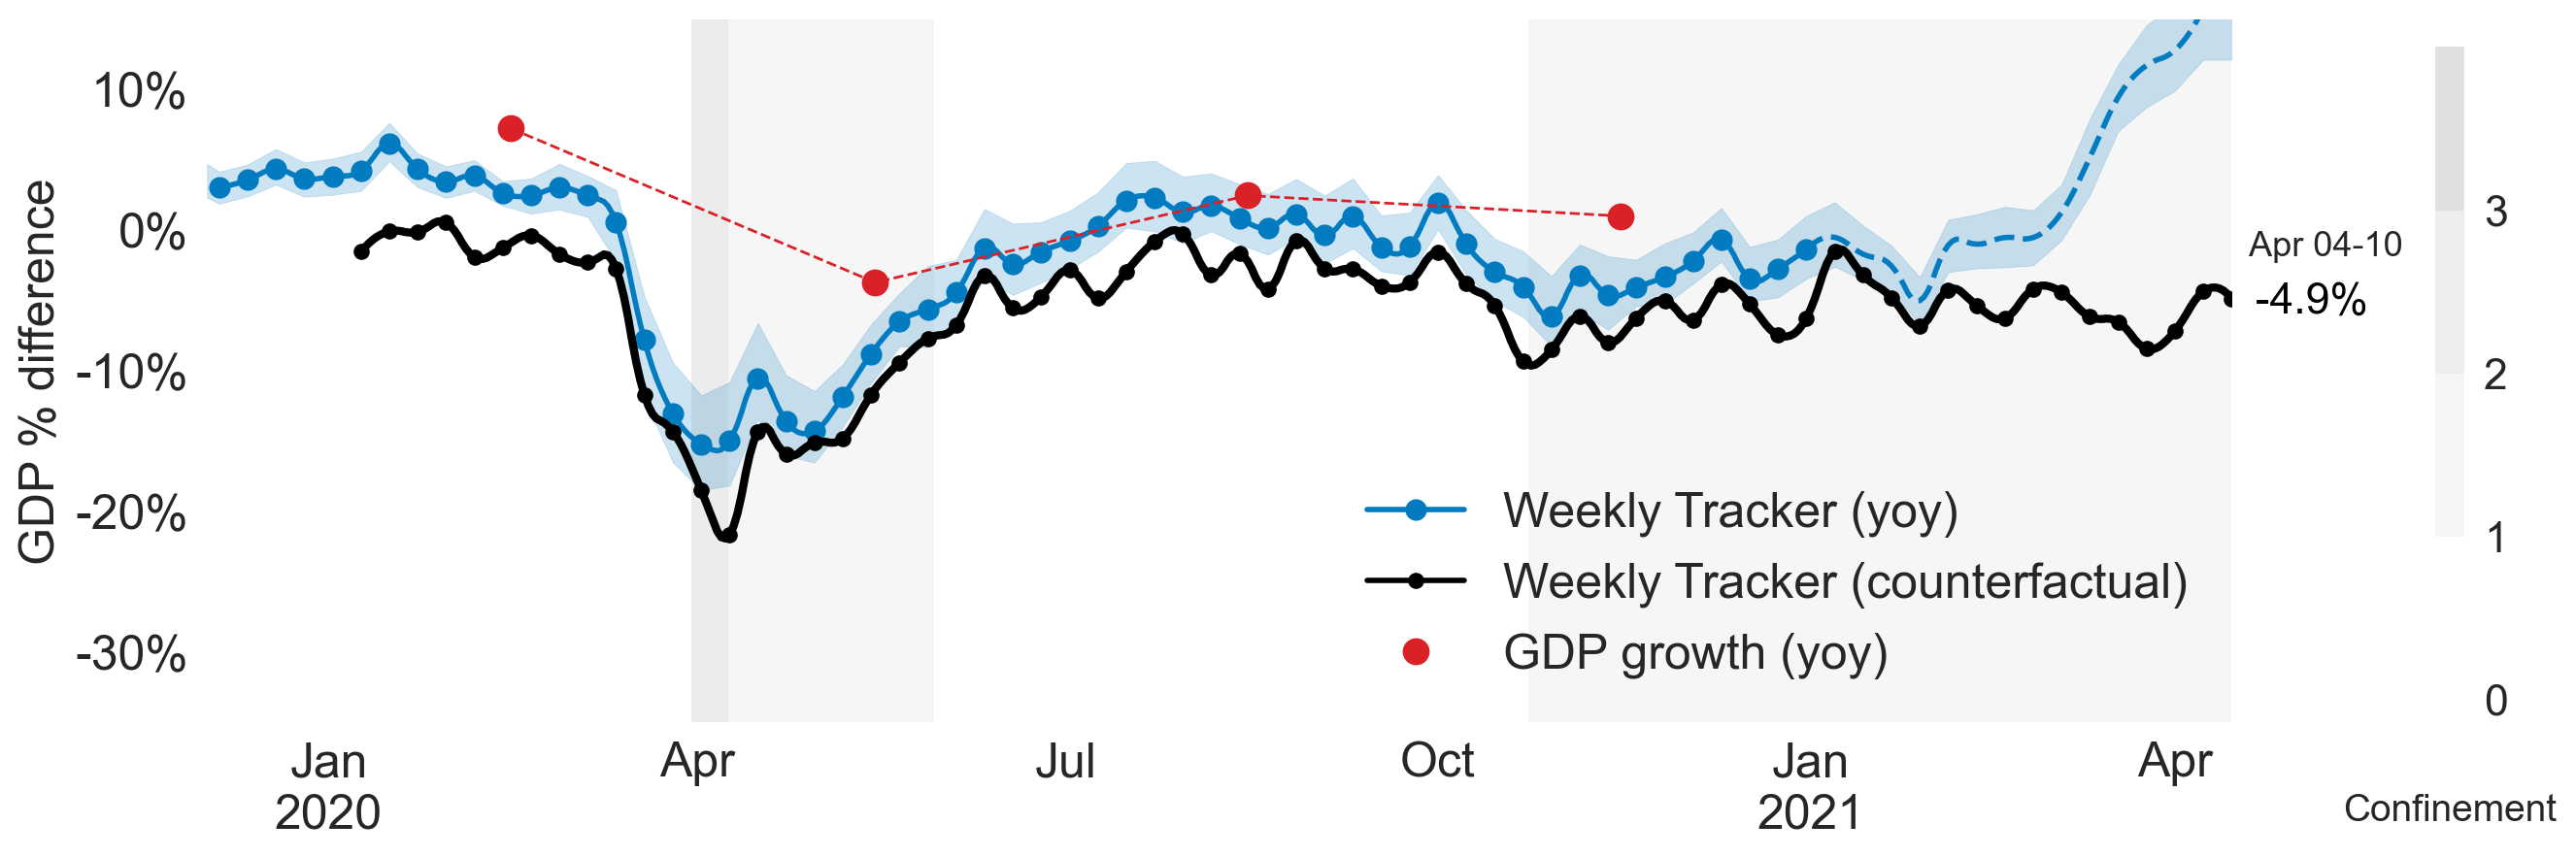 GDP % difference
10%
0%
-10%
-20%
-30%
Jan
2020
Apr
Jul
Oct
Jan
2021
Apr
Weekly Tracker (yoy)
Weekly Tracker (counterfactual)
GDP growth (yoy)
Apr 04-10
-4.9%
3
2
1
0
Confinement